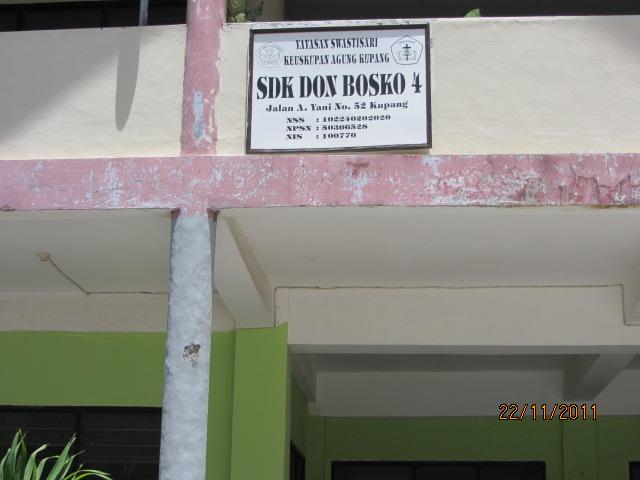 YAYASAN SWASTISARI
KEUSKUPAN AGUNG KUPANG
SDK DON BOSKO 4
Jalan A. Yani No. 52 Kupang
NSS : 102240202020
NPSN : 50306528
NIS : 100770
22/11/2011